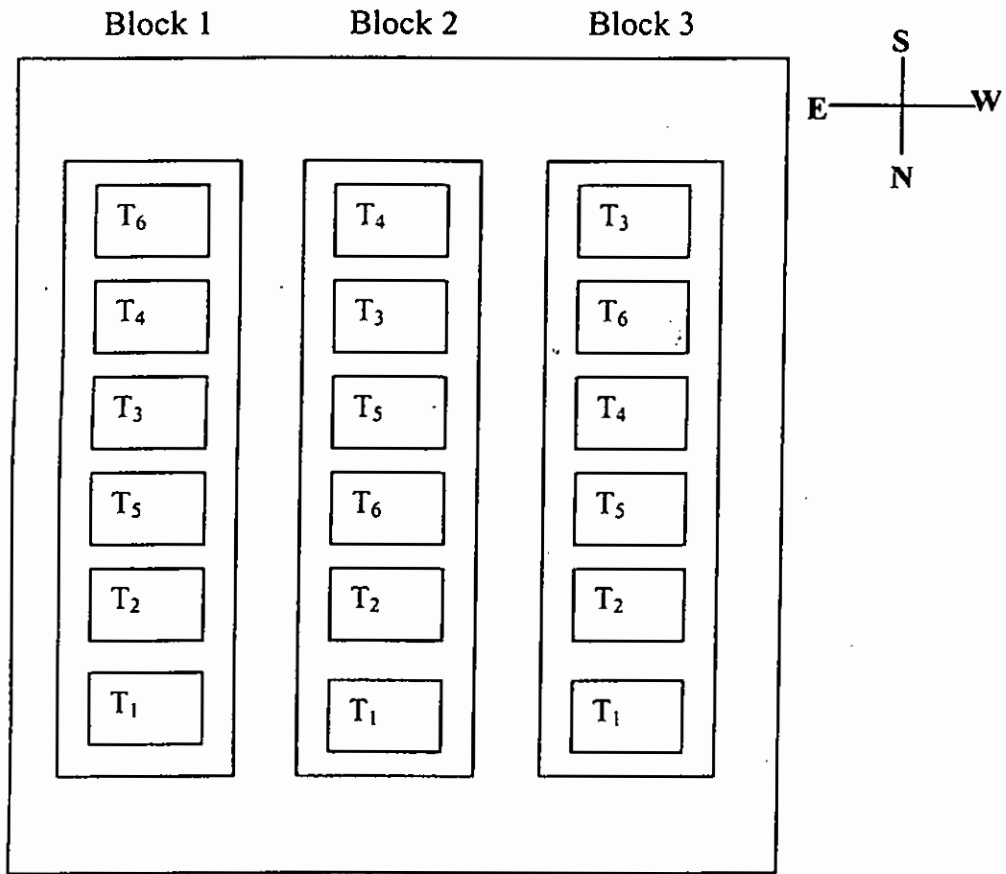 Block 1 Block 2 Block 3
S
E W
N
T6 T4 T3
T4 T3 T6
T3 T5 T4
T5 T6 T5
T2 T2 T2
T1 T1 T1